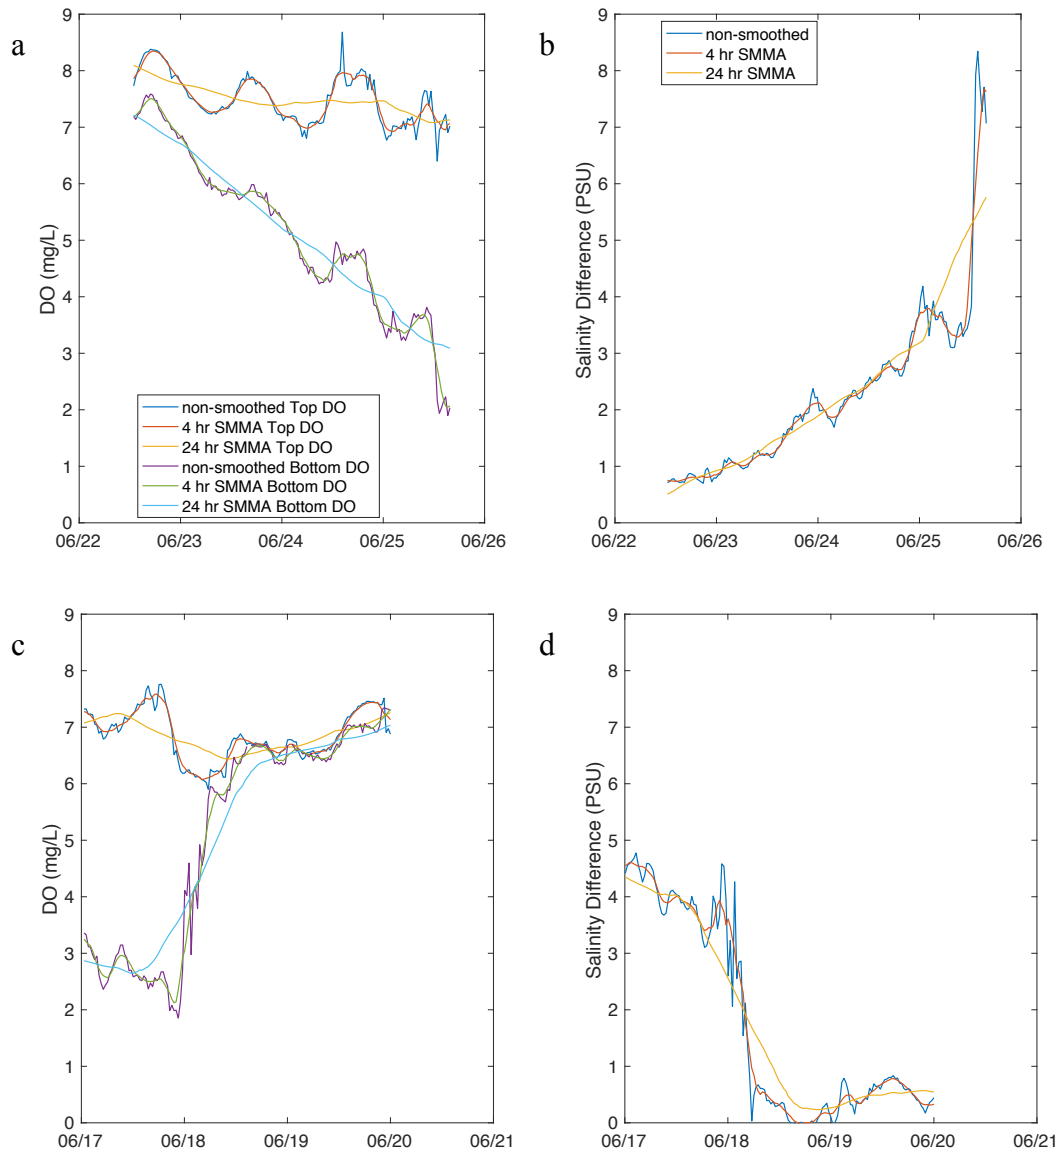 a
9
8
7
6
5
4
3
2
1
0
DO (mg/L)
non-smoothed Top DO
4 hr SMMA Top DO
24 hr SMMA Top DO
non-smoothed Bottom DO
4 hr SMMA Bottom DO
24 hr SMMA Bottom DO
06/22 06/23 06/24 06/25 06/26
b
9
8
7
6
5
4
3
2
1
0
Salinity Difference (PSU)
non-smoothed
4 hr SMMA
24 hr SMMA
06/22 06/23 06/24 06/25 06/26
c
9
8
7
6
5
4
3
2
1
0
DO (mg/L)
06/17 06/18 06/19 06/20 06/21
d
9
8
7
6
5
4
3
2
1
0
Salinity Difference (PSU)
06/17 06/18 06/19 06/20 06/21